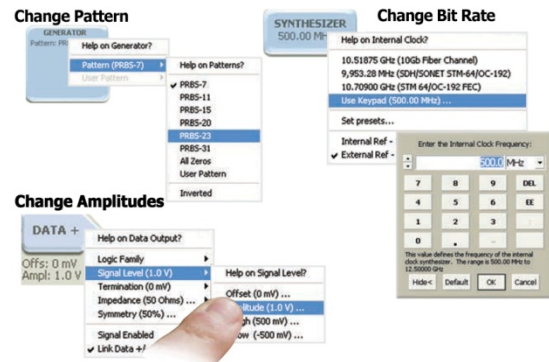 Change Pattern
GENERATOR
Pattern: PR
Help on Generator?
Pattern (PRBS-7)
User Pattern
Help on Patterns?
✓ PRBS-7
PRBS-11
PRBS-15
PRBS-20
PRBS-23
PRBS-31
All Zeros
User Pattern
Inverted
Change Bit Rate
SYNTHESIZER
500.00 MH
Help on Internal Clock?
10.51875 GHz (10Gb Fiber Channel)
9,953.28 MHz (SDH/SONET STM-64/OC-192)
10.70900 GHz (STM 64/OC-192 FEC)
Use Keypad (500.00 MHz) ...
Set presets...
Internal Ref -
✓ External Ref -
Enter the Internal Clock Frequency:
500.0 MHz
7 8 9 DEL
4 5 6 EE
1 2 3
0 . -
This value defines the frequency of the internal
clock synthesizer. The range is 500.00 MHz to
12.50000 GHz
Hide< Default OK Cancel
Change Amplitudes
DATA +
Offs: 0 mV
Ampl: 1.0 V
Help on Data Output?
Logic Family
Signal Level (1.0 V)
Termination (0 mV)
Impedance (50 Ohms) ...
Symmetry (50%) ...
Signal Enabled
✓ Link Data +/
Help on Signal Level?
Offset (0 mV) ...
plitude (1.0 V) ...
gh (500 mV) ...
ow (-500 mV) ...